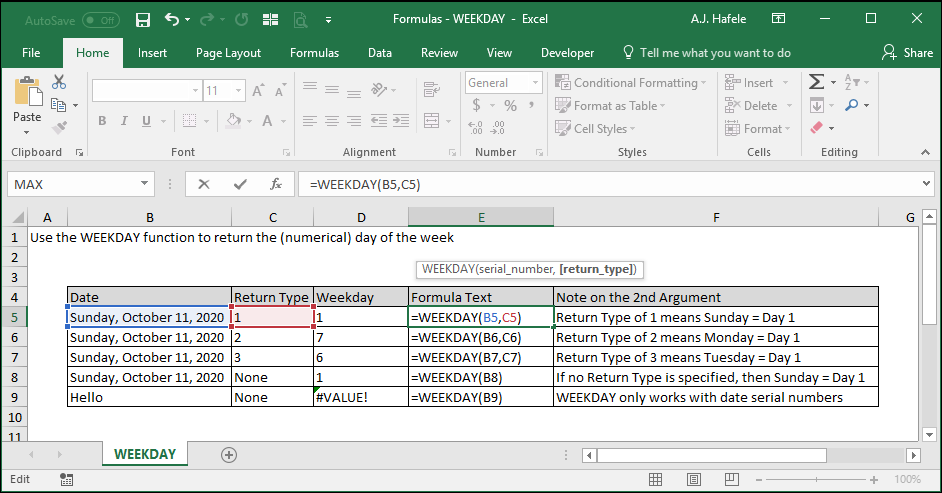 AutoSave Off Formulas - WEEKDAY - Excel A.J. Hafele
File Home Insert Page Layout Formulas Data Review View Developer Tell me what you want to do Share
Paste
11 A A
B I U A
General
$ % ,
Conditional Formatting
Format as Table
Cell Styles
Insert
Delete
Format
Clipboard Font Alignment Number Styles Cells Editing
MAX fx =WEEKDAY(B5,C5)
A B C D E F G
1 Use the WEEKDAY function to return the (numerical) day of the week
2
3 WEEKDAY(serial_number, [return_type])
4 Date Return Type Weekday Formula Text Note on the 2nd Argument
5 Sunday, October 11, 2020 1 1 =WEEKDAY(B5,C5) Return Type of 1 means Sunday = Day 1
6 Sunday, October 11, 2020 2 7 =WEEKDAY(B6,C6) Return Type of 2 means Monday = Day 1
7 Sunday, October 11, 2020 3 6 =WEEKDAY(B7,C7) Return Type of 3 means Tuesday = Day 1
8 Sunday, October 11, 2020 None 1 =WEEKDAY(B8) If no Return Type is specified, then Sunday = Day 1
9 Hello None #VALUE! =WEEKDAY(B9) WEEKDAY only works with date serial numbers
10
11
WEEKDAY
Edit 100%